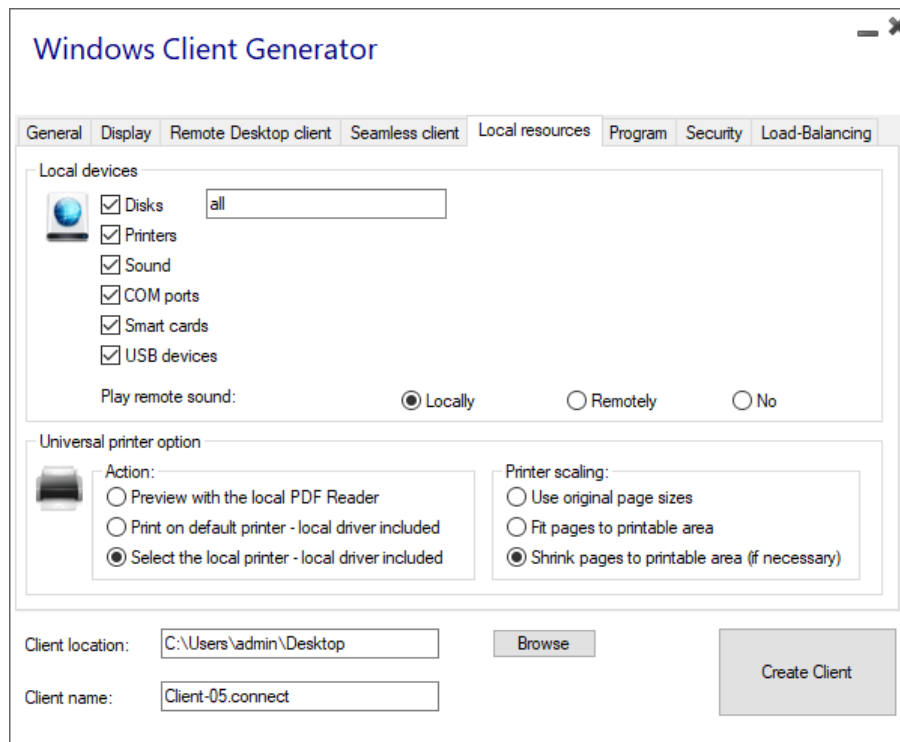 Windows Client Generator
General Display Remote Desktop client Seamless client Local resources Program Security Load-Balancing
Local devices
Disks all
Printers
Sound
COM ports
Smart cards
USB devices
Play remote sound: Locally Remotely No
Universal printer option
Action: Printer scaling:
Preview with the local PDF Reader Use original page sizes
Print on default printer - local driver included Fit pages to printable area
Select the local printer - local driver included Shrink pages to printable area (if necessary)
Client location: C:\Users\admin\Desktop Browse
Create Client
Client name: Client-05.connect